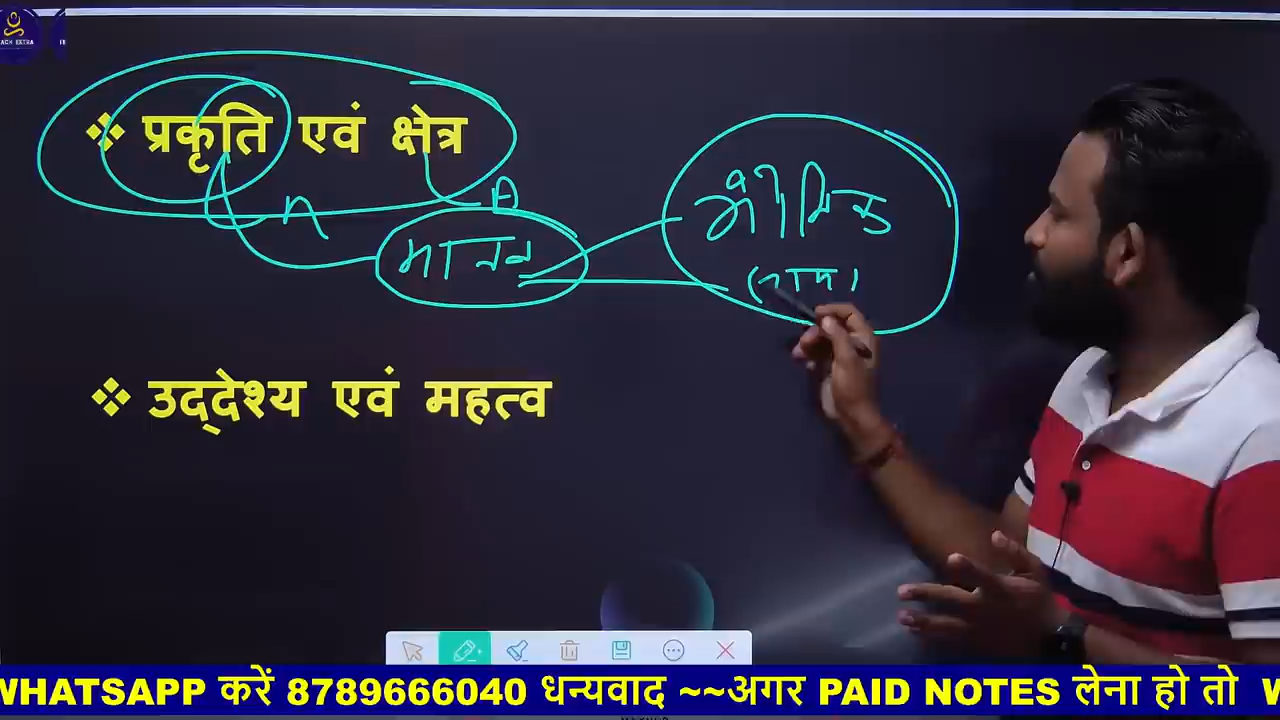 ❖ प्रकृति एवं क्षेत्र
n
A
मानव
❖ उद्देश्य एवं महत्व
WHATSAPP करें 8789666040 धन्यवाद ~~अगर PAID NOTES लेना हो तो W